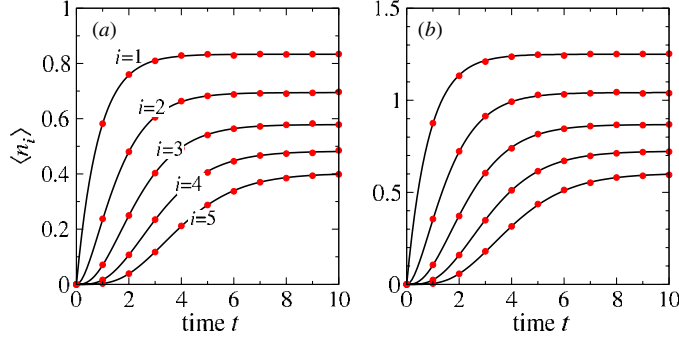 (a)
(b)
⟨n_i⟩
1
0.8
0.6
0.4
0.2
0
i=1
i=2
i=3
i=4
i=5
0 2 4 6 8 10
time t
1.5
1
0.5
0
0 2 4 6 8 10
time t